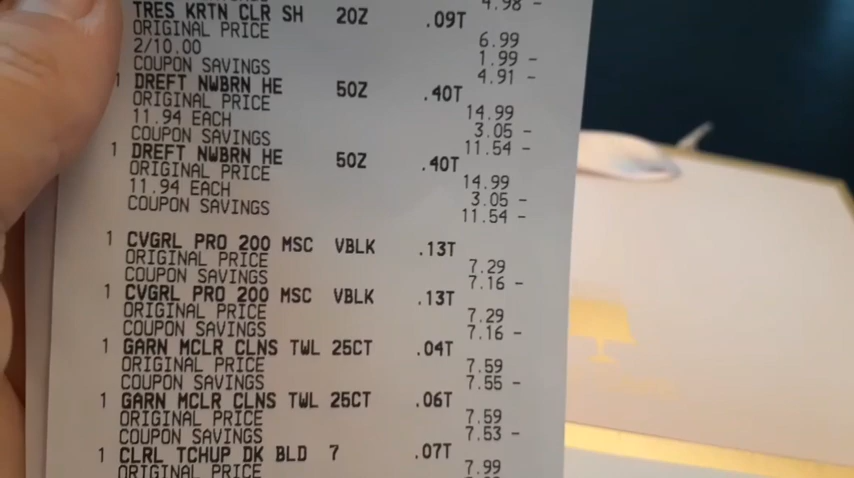 4.98 -
TRES KRTN CLR SH 20Z .09T
ORIGINAL PRICE 6.99
2/10.00 1.99 -
COUPON SAVINGS 4.91 -
1 DREFT NWBRN HE 50Z .40T
ORIGINAL PRICE 14.99
11.94 EACH 3.05 -
COUPON SAVINGS 11.54 -
1 DREFT NWBRN HE 50Z .40T
ORIGINAL PRICE 14.99
11.94 EACH 3.05 -
COUPON SAVINGS 11.54 -
1 CVGRL PRO 200 MSC VBLK .13T
ORIGINAL PRICE 7.29
COUPON SAVINGS 7.16 -
1 CVGRL PRO 200 MSC VBLK .13T
ORIGINAL PRICE 7.29
COUPON SAVINGS 7.16 -
1 GARN MCLR CLNS TWL 25CT .04T
ORIGINAL PRICE 7.59
COUPON SAVINGS 7.55 -
1 GARN MCLR CLNS TWL 25CT .06T
ORIGINAL PRICE 7.59
COUPON SAVINGS 7.53 -
1 CLRL TCHUP DK BLD 7 .07T
ORIGINAL PRICE 7.99